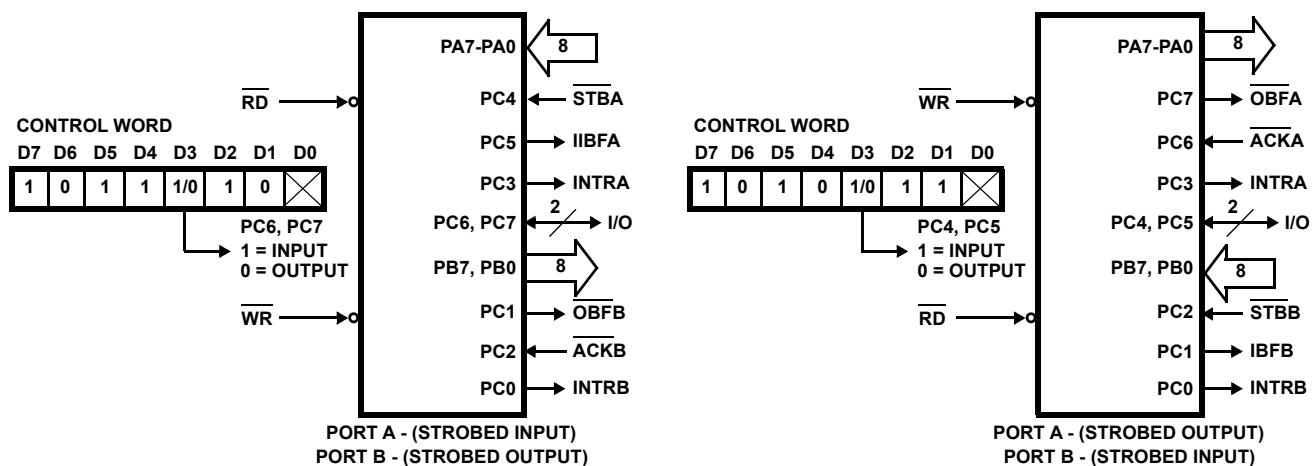 PA7-PA0
8
RD
PC4
STBA
CONTROL WORD
D7 D6 D5 D4 D3 D2 D1 D0
1 0 1 1 1/0 1 0
PC5
IIBFA
PC3
INTRA
PC6, PC7
1 = INPUT
0 = OUTPUT
PC6, PC7
2
I/O
PB7, PB0
8
WR
PC1
OBFB
PC2
ACKB
PC0
INTRB
PORT A - (STROBED INPUT)
PORT B - (STROBED OUTPUT)
PA7-PA0
8
WR
PC7
OBFA
CONTROL WORD
D7 D6 D5 D4 D3 D2 D1 D0
1 0 1 0 1/0 1 1
PC6
ACKA
PC3
INTRA
PC4, PC5
1 = INPUT
0 = OUTPUT
PC4, PC5
2
I/O
PB7, PB0
8
RD
PC2
STBB
PC1
IBFB
PC0
INTRB
PORT A - (STROBED OUTPUT)
PORT B - (STROBED INPUT)